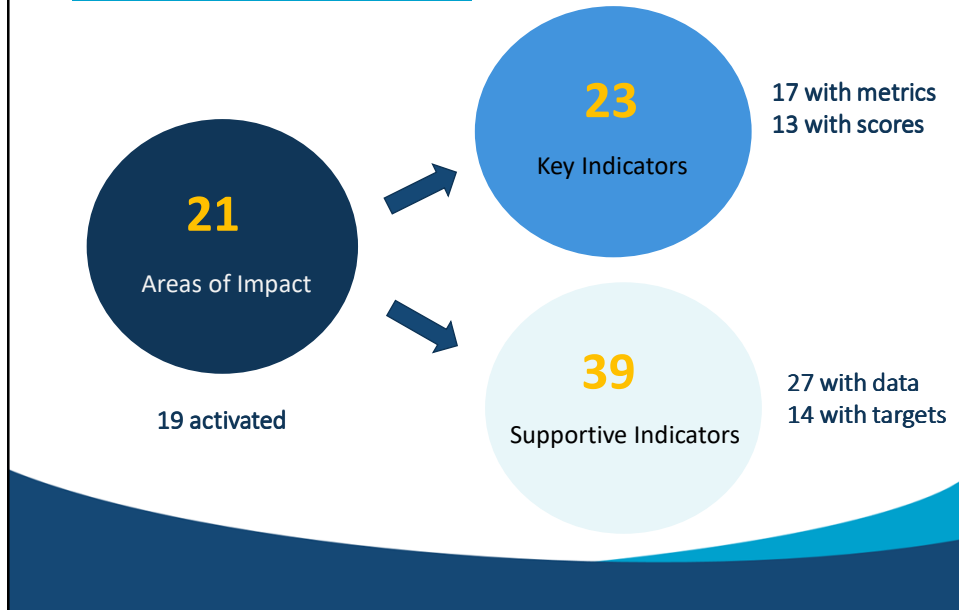 21
Areas of Impact
19 activated
23
Key Indicators
17 with metrics
13 with scores
39
Supportive Indicators
27 with data
14 with targets